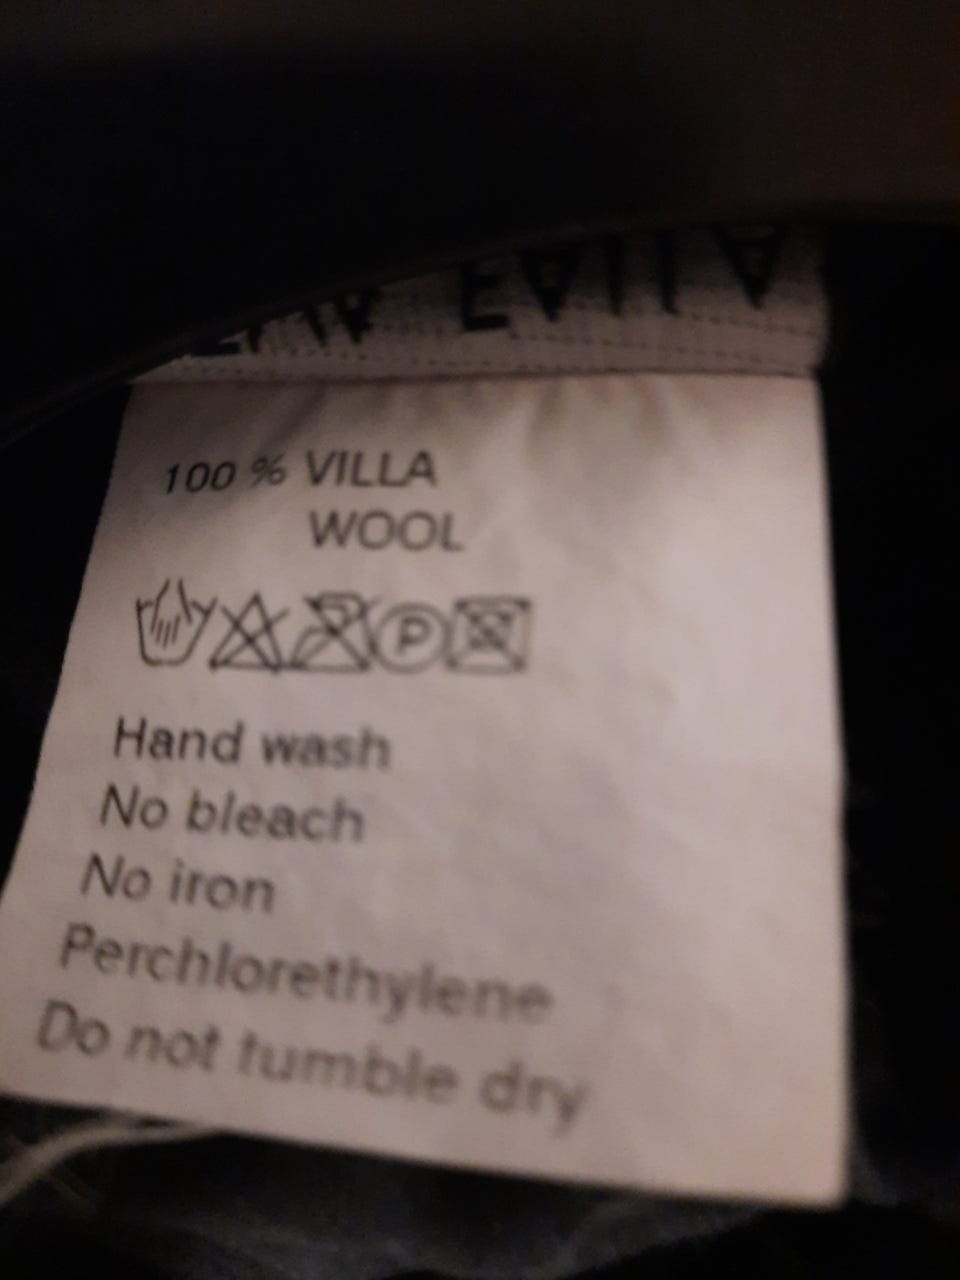 100 % VILLA
WOOL
P
Hand wash
No bleach
No iron
Perchlorethylene
Do not tumble dry